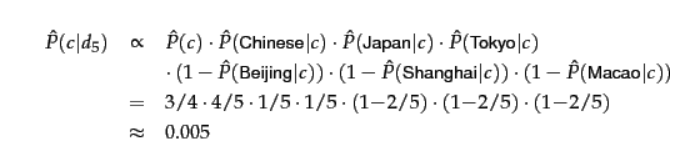 P̂(c|d₅) ∝ P̂(c) · P̂(Chinese|c) · P̂(Japan|c) · P̂(Tokyo|c)
· (1 − P̂(Beijing|c)) · (1 − P̂(Shanghai|c)) · (1 − P̂(Macao|c))
= 3/4 · 4/5 · 1/5 · 1/5 · (1−2/5) · (1−2/5) · (1−2/5)
≈ 0.005